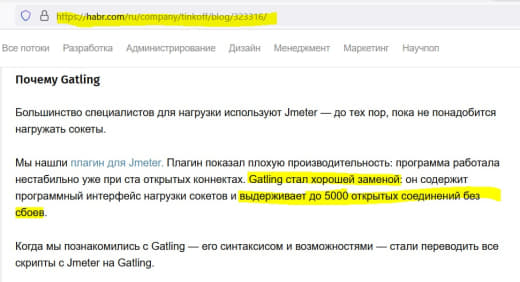 https://habr.com/ru/company/tinkoff/blog/323316/
Все потоки Разработка Администрирование Дизайн Менеджмент Маркетинг Научпоп
Почему Gatling
Большинство специалистов для нагрузки используют Jmeter — до тех пор, пока не понадобится
нагружать сокеты.
Мы нашли плагин для Jmeter. Плагин показал плохую производительность: программа работала
нестабильно уже при ста открытых коннектах. Gatling стал хорошей заменой: он содержит
программный интерфейс нагрузки сокетов и выдерживает до 5000 открытых соединений без
сбоев.
Когда мы познакомились с Gatling — его синтаксисом и возможностями — стали переводить все
скрипты с Jmeter на Gatling.